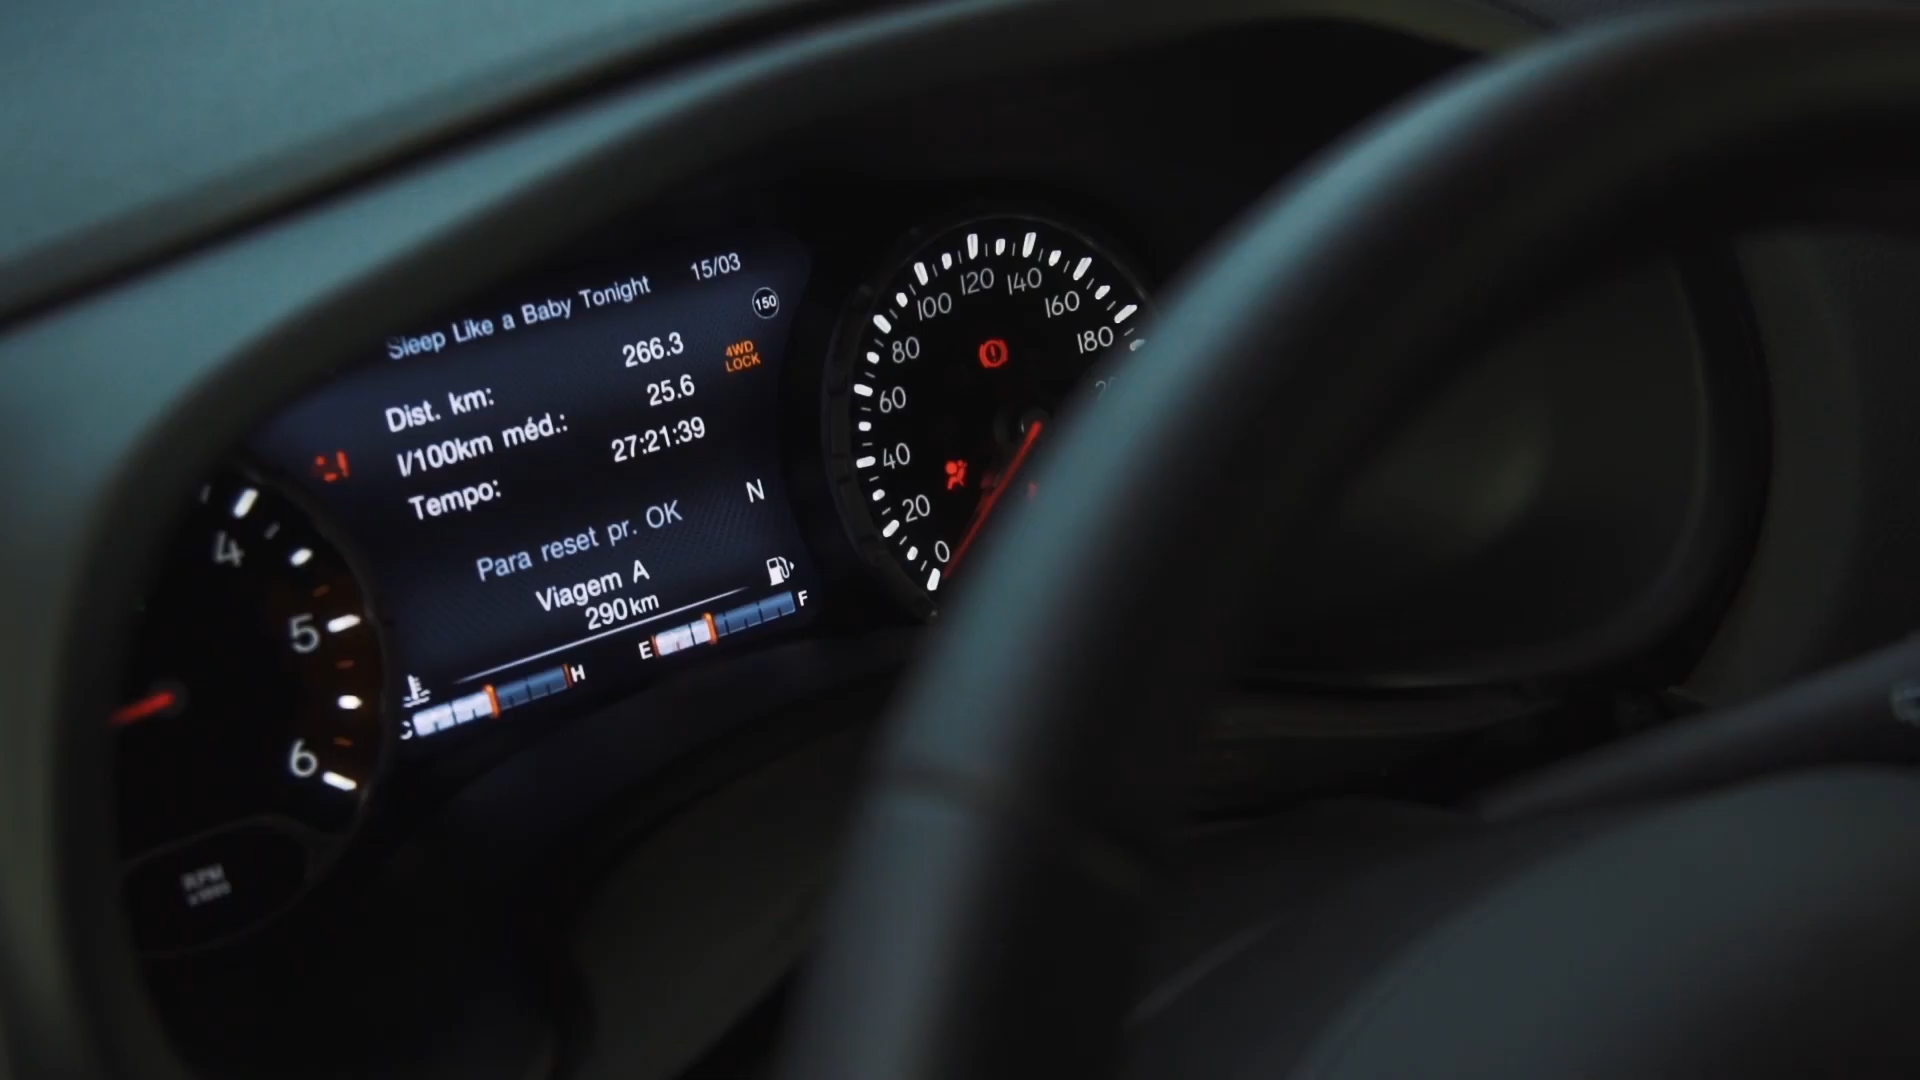 Sleep Like a Baby Tonight 15/03
150
Dist. km: 266.3
4WD
LOCK
l/100km méd.: 25.6
Tempo: 27:21:39
N
Para reset pr. OK
Viagem A
290 km
E F
C H
4
5
6
RPM
0
20
40
60
80
100
120
140
160
180